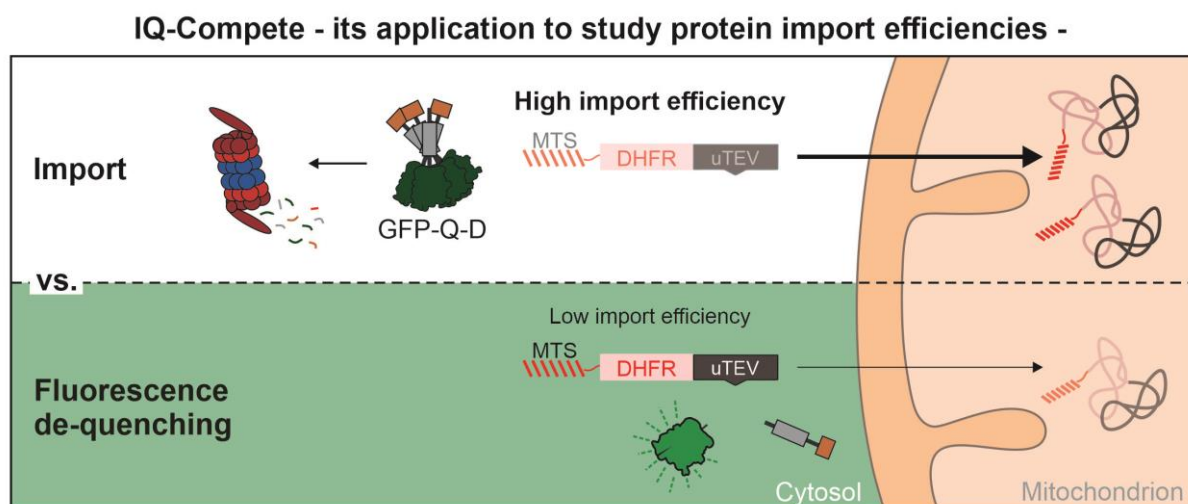 IQ-Compete - its application to study protein import efficiencies -
High import efficiency
MTS
DHFR uTEV
Import
GFP-Q-D
vs.
Low import efficiency
MTS
DHFR uTEV
Fluorescence
de-quenching
Cytosol Mitochondrion